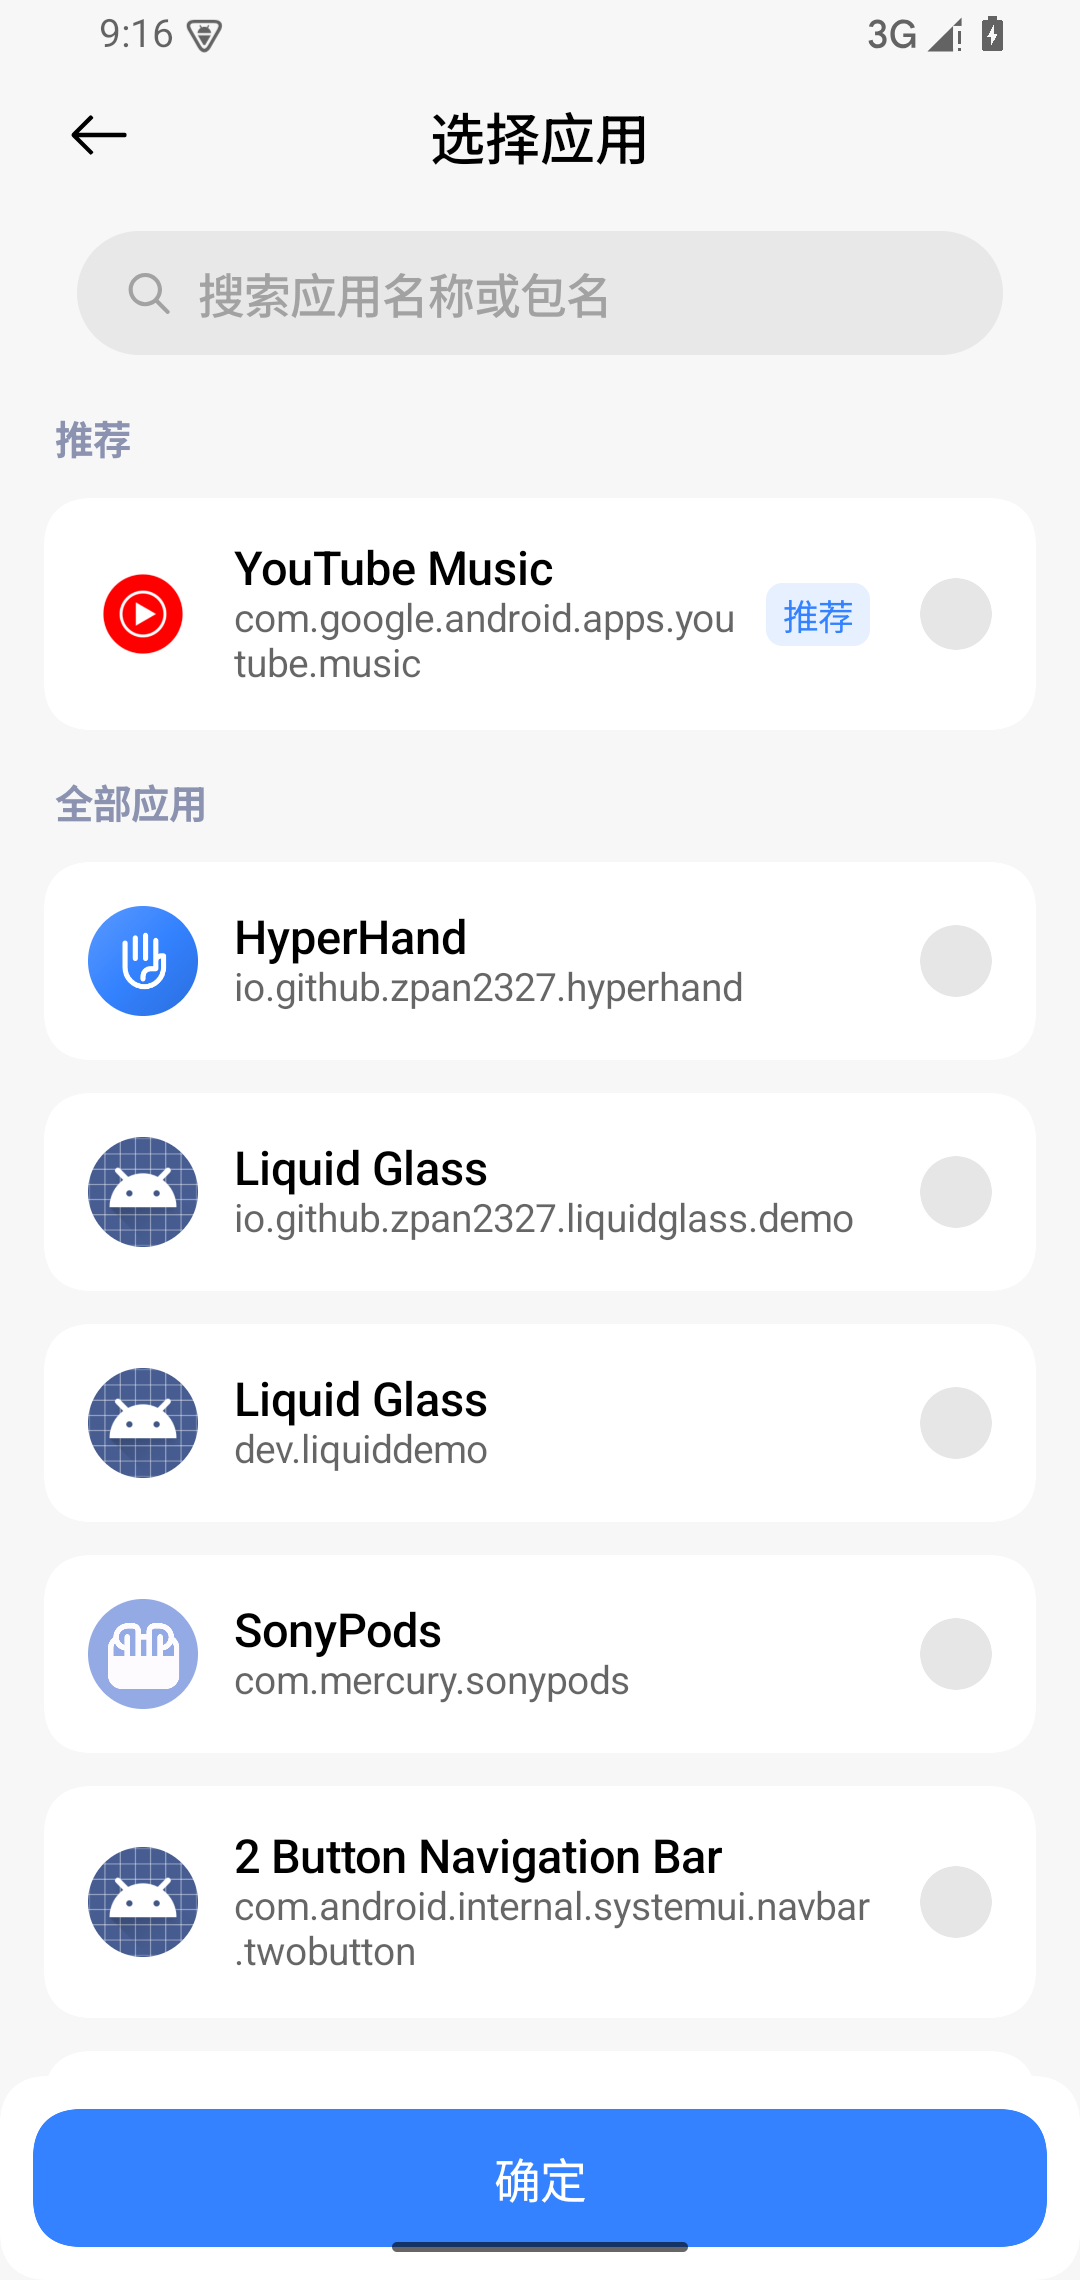 9:16
3G
选择应用
搜索应用名称或包名
推荐
YouTube Music
com.google.android.apps.you
tube.music
推荐
全部应用
HyperHand
io.github.zpan2327.hyperhand
Liquid Glass
io.github.zpan2327.liquidglass.demo
Liquid Glass
dev.liquiddemo
SonyPods
com.mercury.sonypods
2 Button Navigation Bar
com.android.internal.systemui.navbar
.twobutton
确定